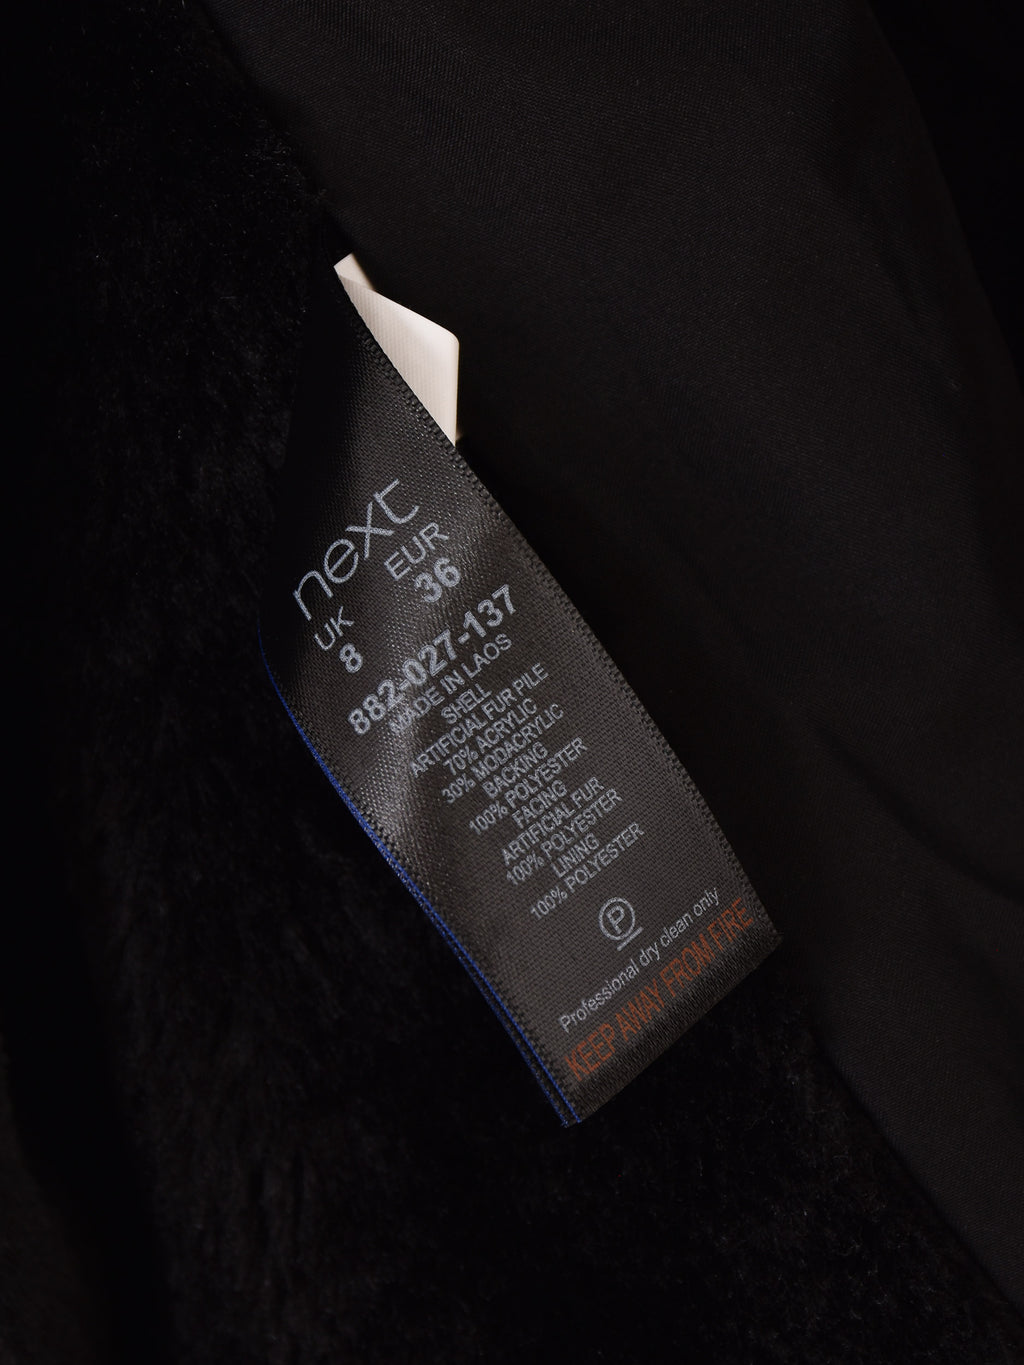 next
UK EUR
8 36
882-027-137
MADE IN LAOS
SHELL
ARTIFICIAL FUR PILE
70% ACRYLIC
30% MODACRYLIC
BACKING
100% POLYESTER
FACING
ARTIFICIAL FUR
100% POLYESTER
LINING
100% POLYESTER
P
Professional dry clean only
KEEP AWAY FROM FIRE